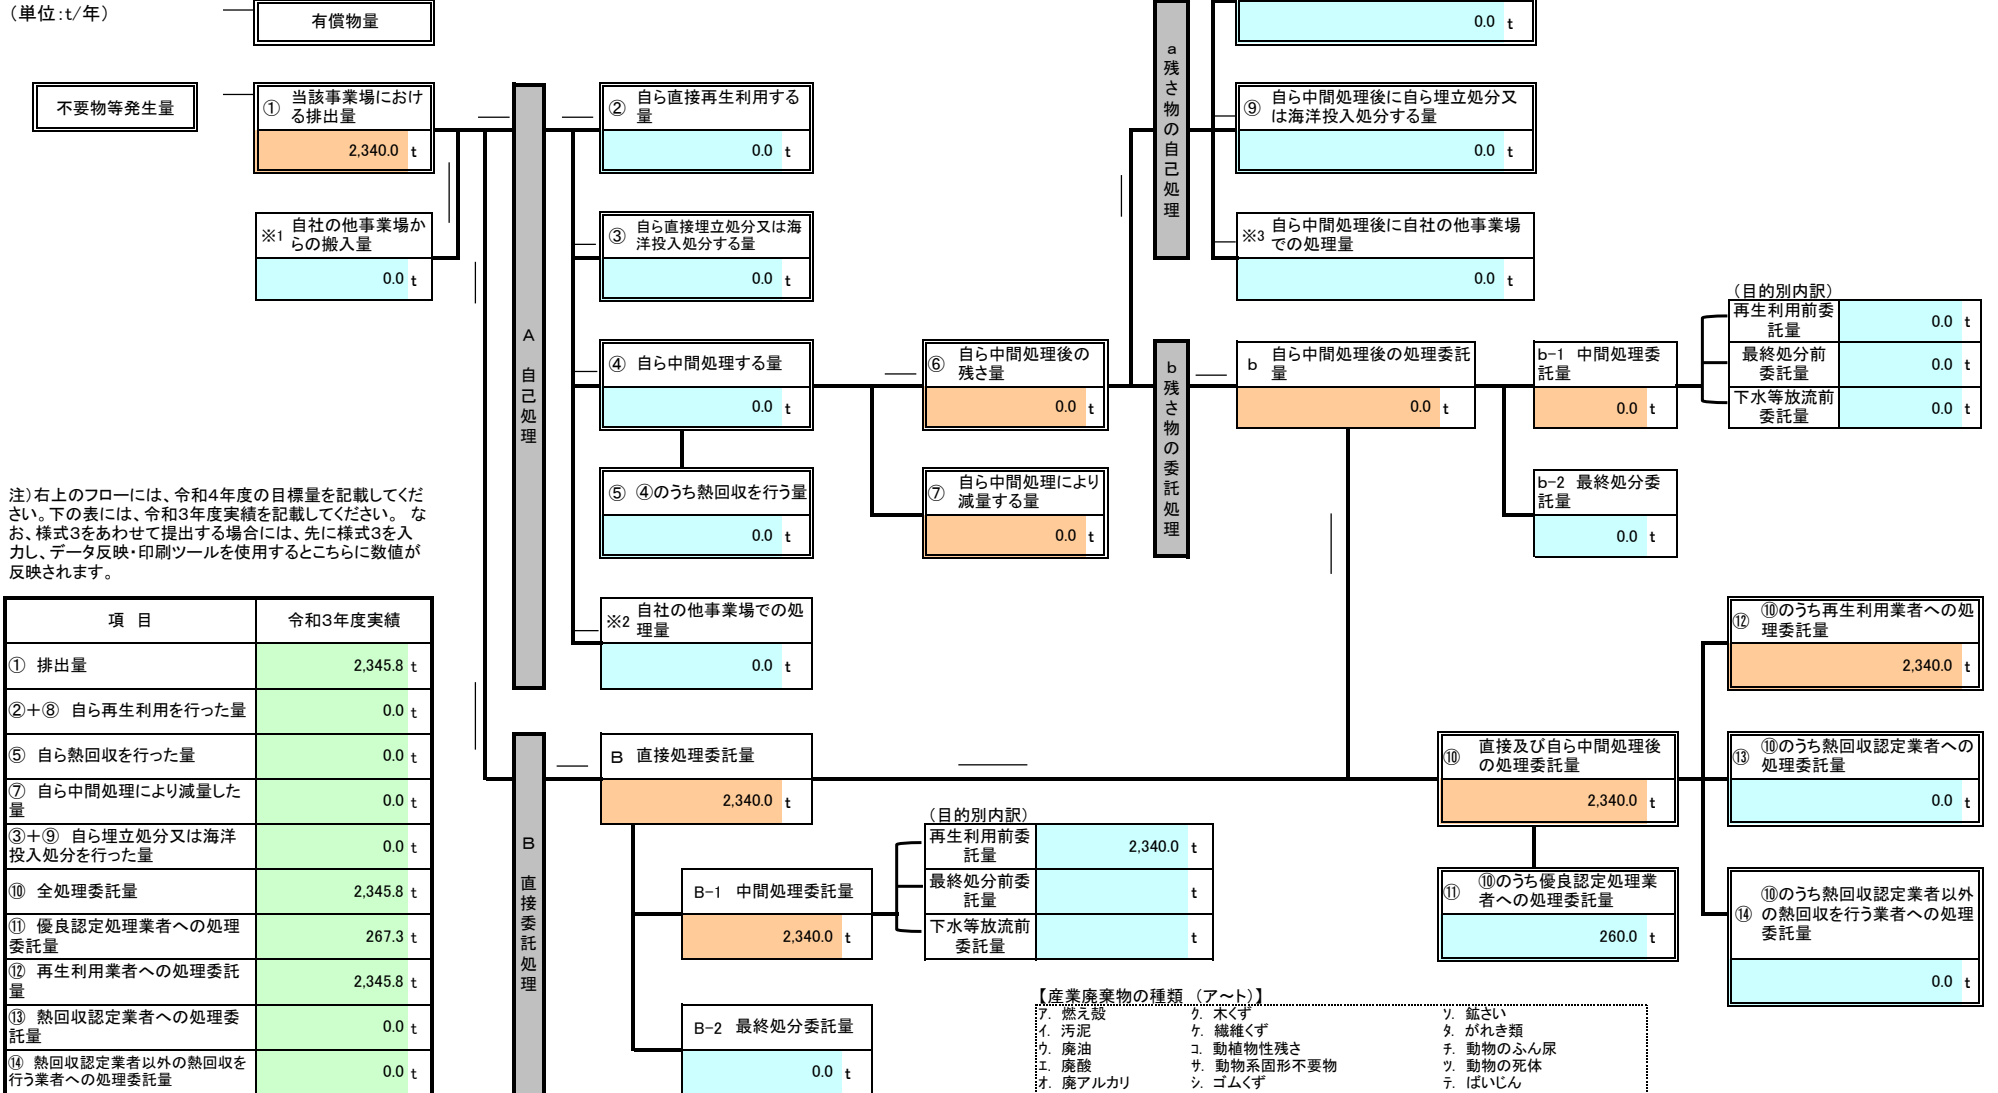 （単位：t/年）
有償物量
不要物等発生量
①
当該事業場におけ
る排出量
2,340.0 t
※1
自社の他事業場か
らの搬入量
0.0 t
A 自己処理
②
自ら直接再生利用する
量
0.0 t
③
自ら直接埋立処分又は海
洋投入処分する量
0.0 t
④ 自ら中間処理する量
0.0 t
⑤ ④のうち熱回収を行う量
0.0 t
※2
自社の他事業場での処
理量
0.0 t
⑥
自ら中間処理後の
残さ量
0.0 t
⑦
自ら中間処理により
減量する量
0.0 t
a残さ物の自己処理
0.0 t
⑨
自ら中間処理後に自ら埋立処分又
は海洋投入処分する量
0.0 t
※3
自ら中間処理後に自社の他事業場
での処理量
0.0 t
b残さ物の委託処理
b
自ら中間処理後の処理委託
量
0.0 t
b-1 中間処理委
託量
0.0 t
（目的別内訳）
再生利用前委
託量
0.0 t
最終処分前
委託量
0.0 t
下水等放流前
委託量
0.0 t
b-2 最終処分委
託量
0.0 t
注）右上のフローには、令和４年度の目標量を記載してくだ
さい。下の表には、令和３年度実績を記載してください。 な
お、様式３をあわせて提出する場合には、先に様式３を入
力し、データ反映・印刷ツールを使用するとこちらに数値が
反映されます。
項 目 令和３年度実績
① 排出量 2,345.8 t
②＋⑧ 自ら再生利用を行った量 0.0 t
⑤ 自ら熱回収を行った量 0.0 t
⑦ 自ら中間処理により減量した
量 0.0 t
③＋⑨ 自ら埋立処分又は海洋
投入処分を行った量 0.0 t
⑩ 全処理委託量 2,345.8 t
⑪ 優良認定処理業者への処理
委託量 267.3 t
⑫ 再生利用業者への処理委託
量 2,345.8 t
⑬ 熱回収認定業者への処理委
託量 0.0 t
⑭ 熱回収認定業者以外の熱回収を
行う業者への処理委託量 0.0 t
B 直接委託処理
B 直接処理委託量
2,340.0 t
B-1 中間処理委託量
2,340.0 t
（目的別内訳）
再生利用前委
託量
2,340.0 t
最終処分前委
託量
t
下水等放流前
委託量
t
B-2 最終処分委託量
0.0 t
⑩
直接及び自ら中間処理後
の処理委託量
2,340.0 t
⑪
⑩のうち優良認定処理業
者への処理委託量
260.0 t
⑫
⑩のうち再生利用業者への処
理委託量
2,340.0 t
⑬
⑩のうち熱回収認定業者への
処理委託量
0.0 t
⑭
⑩のうち熱回収認定業者以外
の熱回収を行う業者への処理
委託量
0.0 t
【産業廃棄物の種類 （ア～ト）】
ア. 燃え殻 ク. 木くず ソ. 鉱さい
イ. 汚泥 ケ. 繊維くず タ. がれき類
ウ. 廃油 コ. 動植物性残さ チ. 動物のふん尿
エ. 廃酸 サ. 動物系固形不要物 ツ. 動物の死体
オ. 廃アルカリ シ. ゴムくず テ. ばいじん